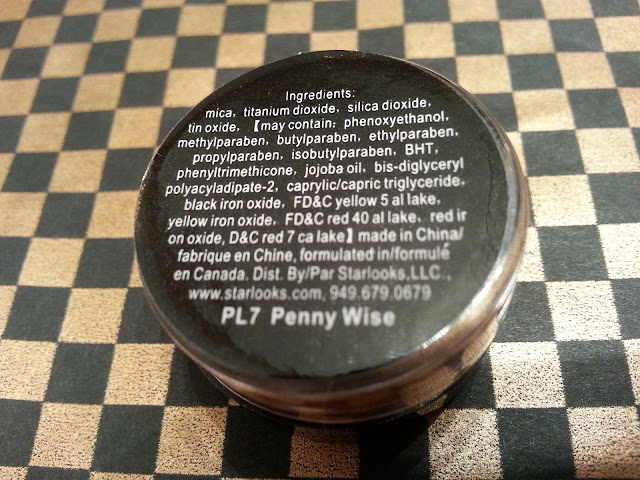 Ingredients:
mica, titanium dioxide, silica dioxide,
tin oxide, 【may contain: phenoxyethanol,
methylparaben, butylparaben, ethylparaben,
propylparaben, isobutylparaben, BHT,
phenyltrimethicone, jojoba oil, bis-diglyceryl
polyacyladipate-2, caprylic/capric triglyceride,
black iron oxide, FD&C yellow 5 al lake,
yellow iron oxide, FD&C red 40 al lake, red ir
on oxide, D&C red 7 ca lake】made in China/
fabrique en Chine, formulated in/formulé
en Canada. Dist. By/Par Starlooks,LLC.,
www.starlooks.com, 949.679.0679
PL7 Penny Wise